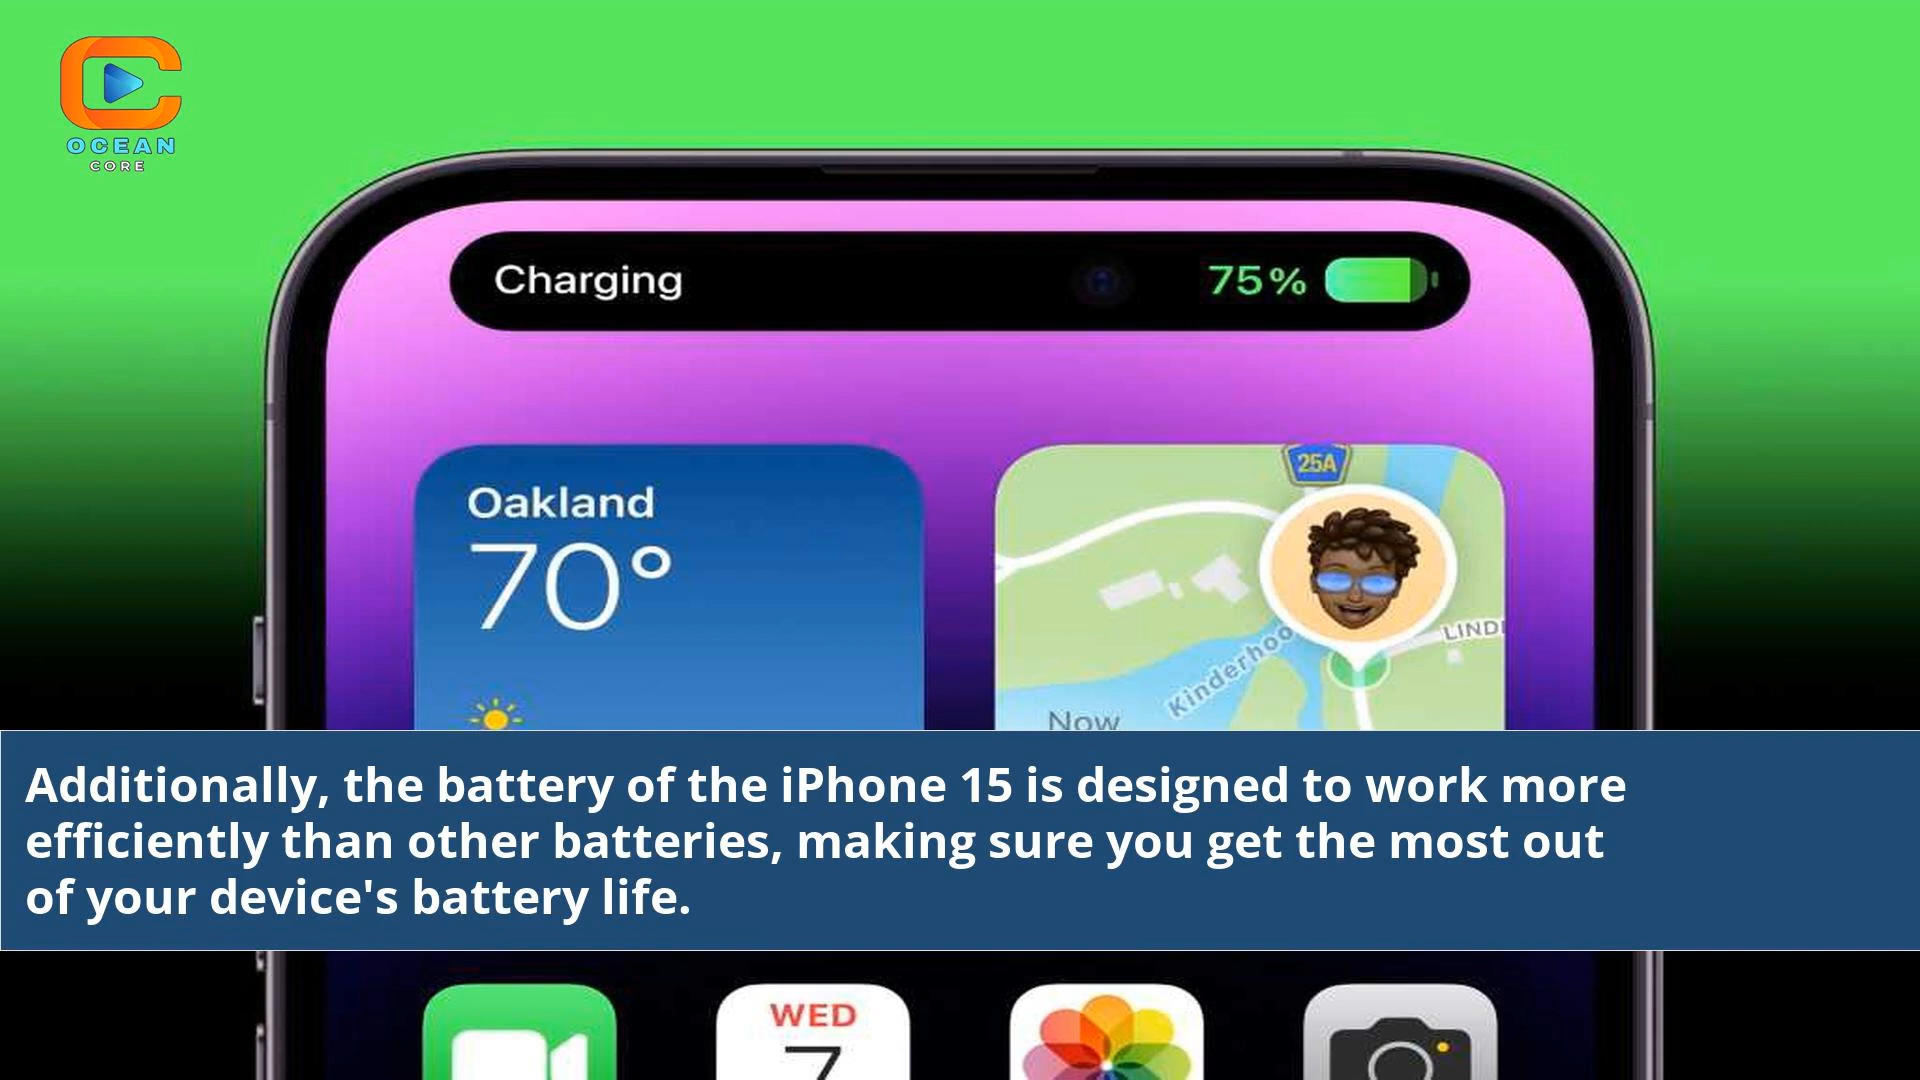 OCEAN
CORE
Charging
75%
Oakland
70°
25A
Kinderhoo
LIND
Now
Additionally, the battery of the iPhone 15 is designed to work more
efficiently than other batteries, making sure you get the most out
of your device's battery life.
WED
7